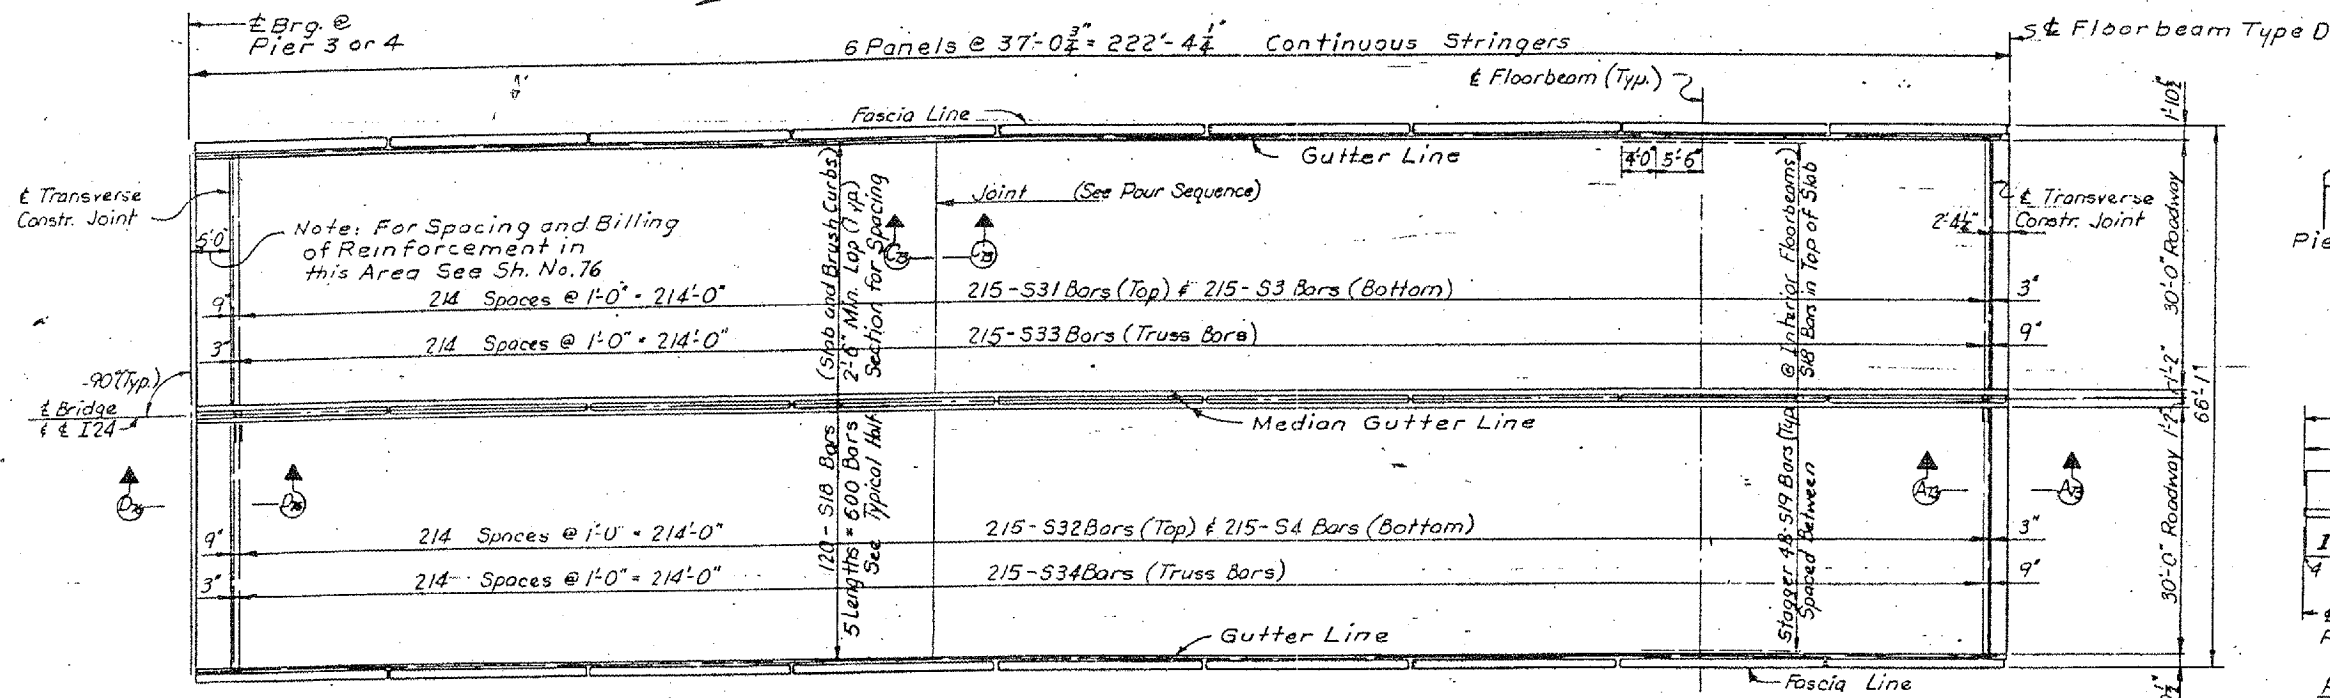 ℄ Brg. @
Pier 3 or 4
6 Panels @ 37'-0¾" = 222'-4¼" Continuous Stringers
S ℄ Floorbeam Type D
℄ Floorbeam (Typ.)
1'-10½"
Fascia Line
Gutter Line
4'0" 5'-6"
℄ Transverse
Constr. Joint
Joint (See Pour Sequence)
℄ Transverse
Constr. Joint
2'-4½"
5'0"
Note: For Spacing and Billing
of Reinforcement in
this Area See Sh. No. 76
Pie
9" 214 Spaces @ 1'-0" = 214'-0" 215-S31 Bars (Top) & 215-S3 Bars (Bottom) 3"
3" 214 Spaces @ 1'-0" = 214'-0" 215-S33 Bars (Truss Bars) 9"
120-S18 Bars (Slab and Brush Curbs)
5 Lengths = 600 Bars 2'-6" Min. Lap (Typ.)
See Typical Half Section for Spacing
Stagger 48-S19 Bars (Typ.) @ Interior Floorbeams
Spaced Between S18 Bars in Top of Slab
30'-0" Roadway 1'-2" 1'-2" 30'-0" Roadway
66'-1"
90° (Typ.)
℄ Bridge
& ℄ I24
Median Gutter Line
D76 D76
A73 A73
9" 214 Spaces @ 1'-0" = 214'-0" 215-S32 Bars (Top) & 215-S4 Bars (Bottom) 3"
3" 214 Spaces @ 1'-0" = 214'-0" 215-S34 Bars (Truss Bars) 9"
Gutter Line
Fascia Line